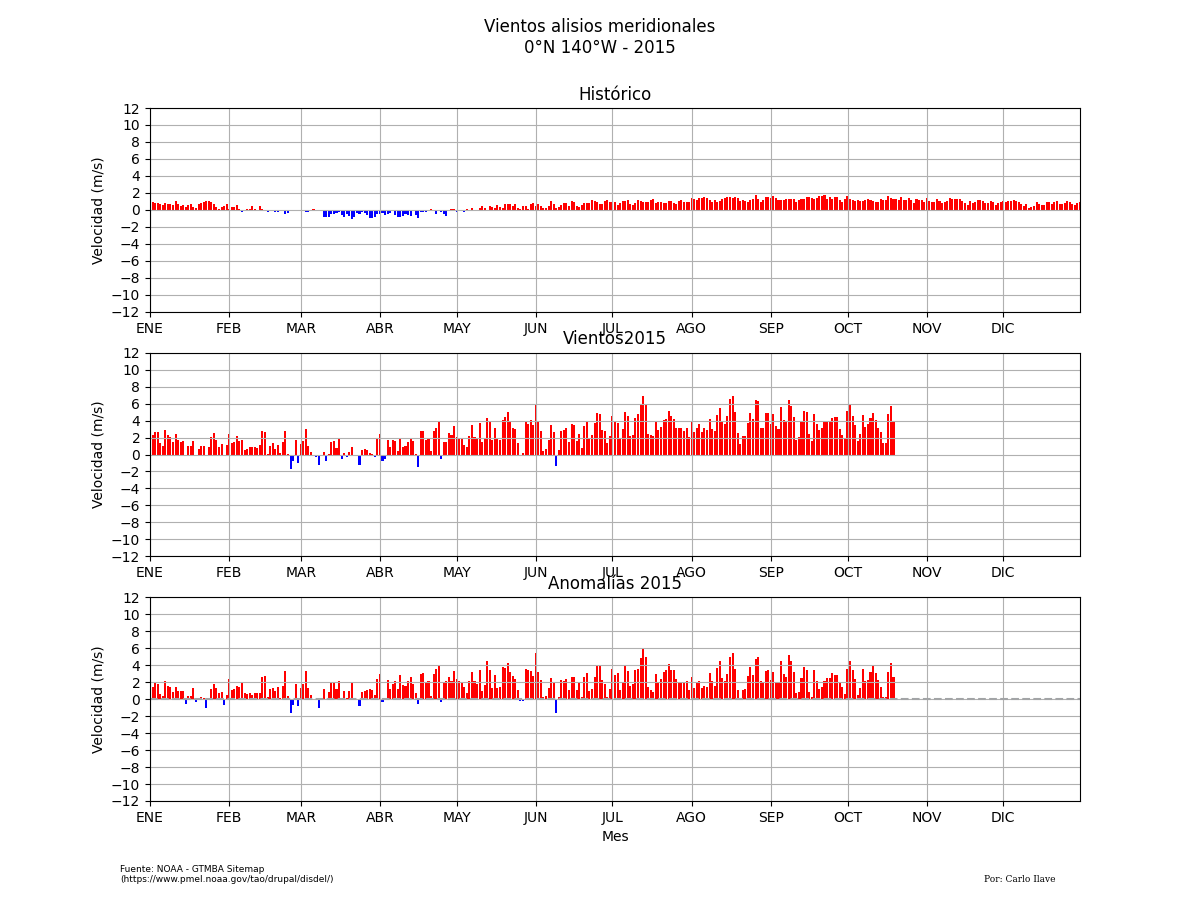 Vientos alisios meridionales
0°N 140°W - 2015
Histórico
12
10
8
6
4
2
0
−2
−4
−6
−8
−10
−12
Velocidad (m/s)
ENE FEB MAR ABR MAY JUN JUL AGO SEP OCT NOV DIC
Vientos2015
12
10
8
6
4
2
0
−2
−4
−6
−8
−10
−12
Velocidad (m/s)
ENE FEB MAR ABR MAY JUN JUL AGO SEP OCT NOV DIC
Anomalías 2015
12
10
8
6
4
2
0
−2
−4
−6
−8
−10
−12
Velocidad (m/s)
ENE FEB MAR ABR MAY JUN JUL AGO SEP OCT NOV DIC
Mes
Fuente: NOAA - GTMBA Sitemap
(https://www.pmel.noaa.gov/tao/drupal/disdel/)
Por: Carlo Ilave